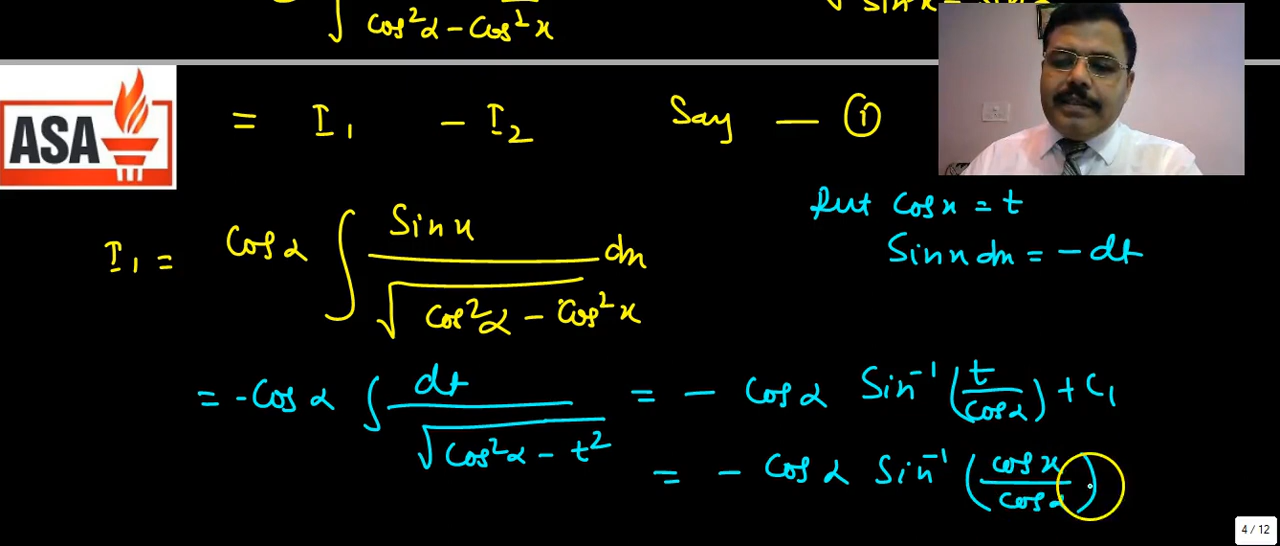 ∫ cos²α – cos²x
ASA
= I₁ – I₂ Say — ①
Put cos x = t
Sin x dx = – dt
I₁ = cos α ∫ Sin x / √(cos²α – cos²x) dx
= - cos α ∫ dt / √(cos²α – t²) = – cos α Sin⁻¹ (t / cos α) + C₁
= – cos α Sin⁻¹ (cos x / cos α)
4 / 12